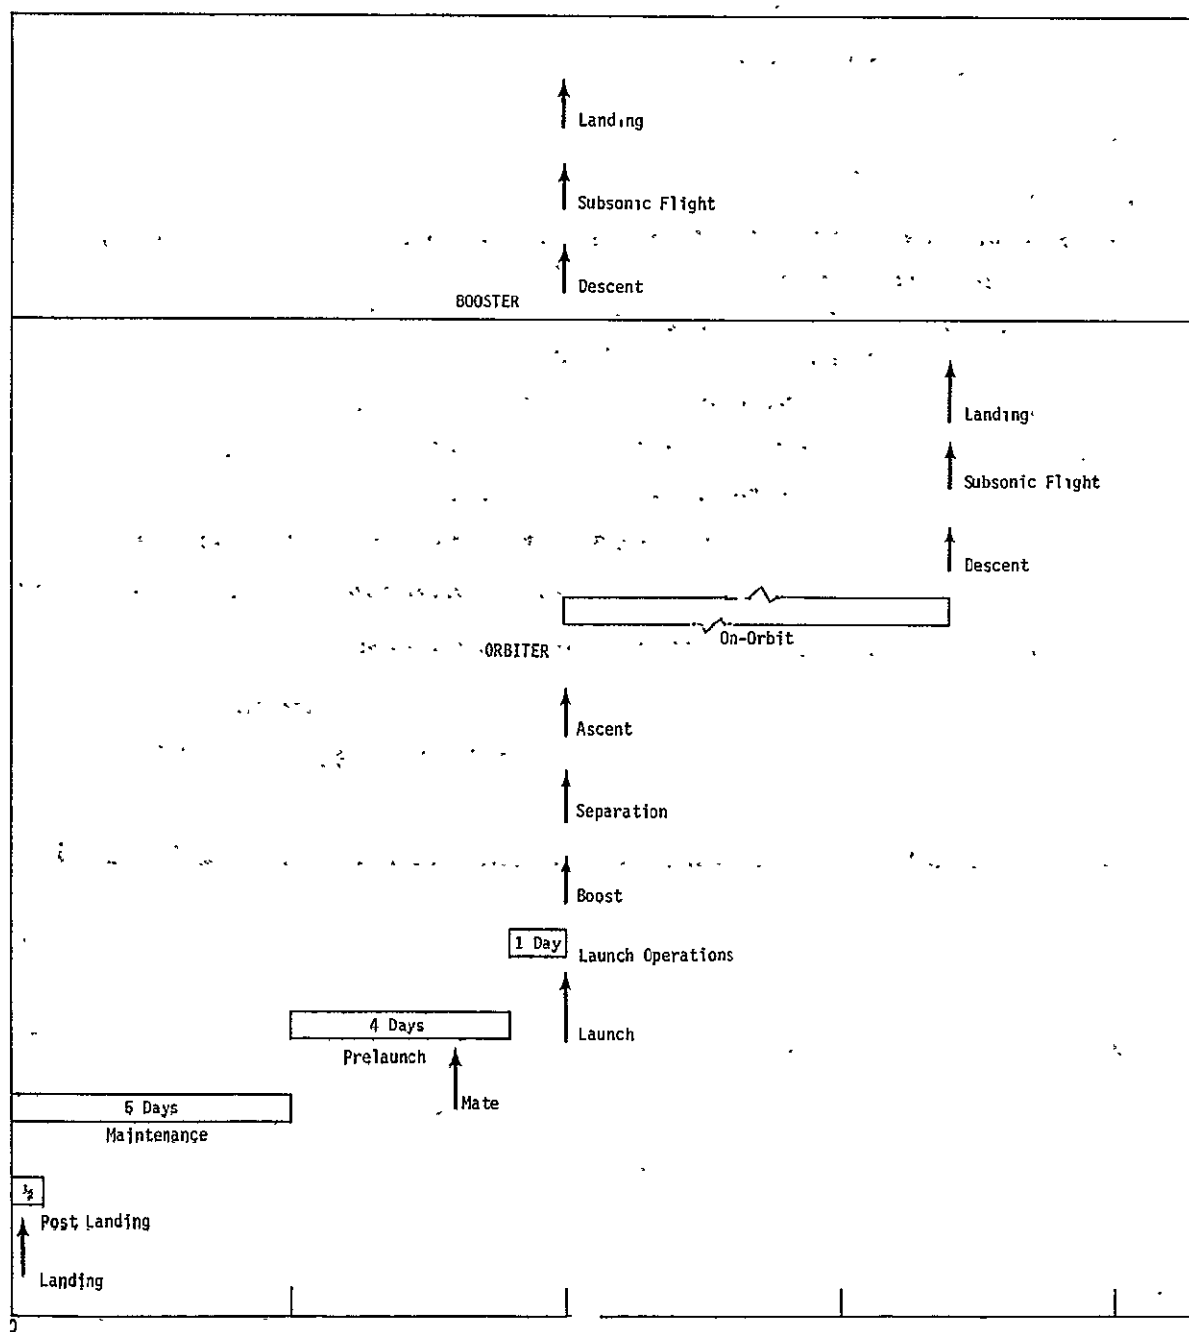 Landing
Subsonic Flight
Descent
BOOSTER
Landing
Subsonic Flight
Descent
On-Orbit
ORBITER
Ascent
Separation
Boost
1 Day
Launch Operations
4 Days
Launch
Prelaunch
5 Days
Mate
Maintenance
½
Post Landing
Landing
0